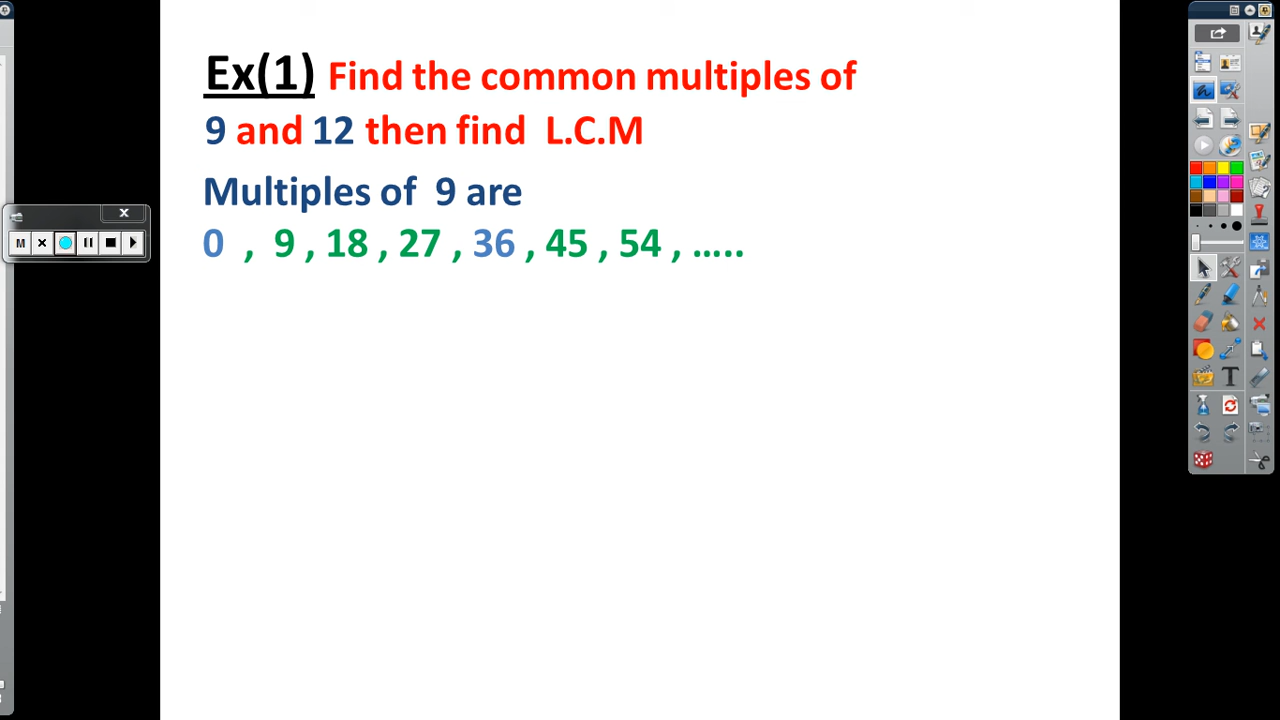 Ex(1) Find the common multiples of
9 and 12 then find L.C.M
Multiples of 9 are
0 , 9 , 18 , 27 , 36 , 45 , 54 , .....
M
x
T